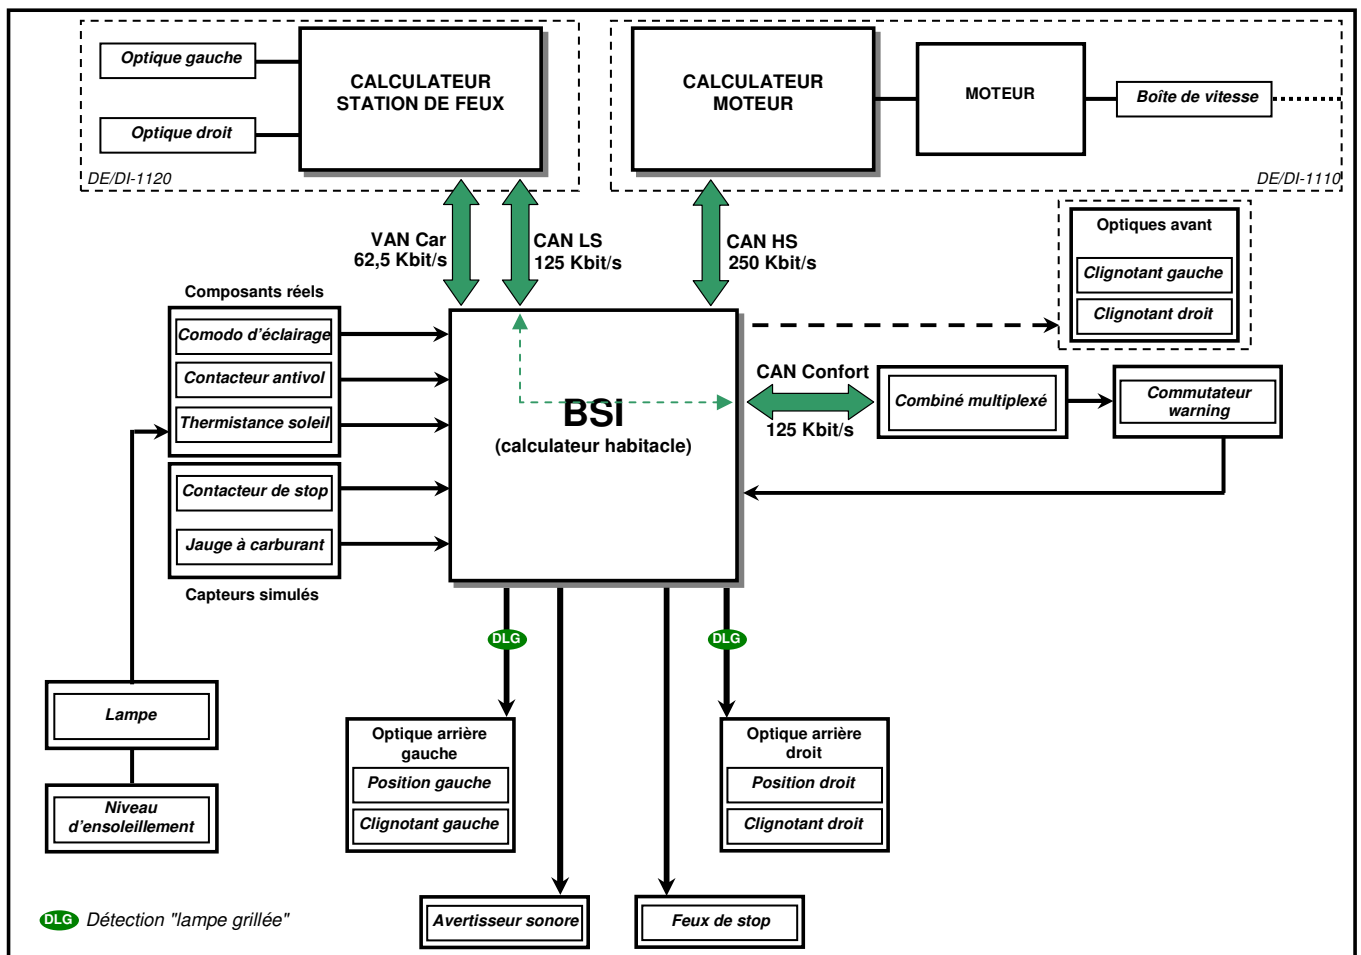 Optique gauche
Optique droit
CALCULATEUR
STATION DE FEUX
DE/DI-1120
CALCULATEUR
MOTEUR
MOTEUR
Boîte de vitesse
DE/DI-1110
VAN Car
62,5 Kbit/s
CAN LS
125 Kbit/s
CAN HS
250 Kbit/s
Optiques avant
Clignotant gauche
Clignotant droit
Composants réels
Comodo d'éclairage
Contacteur antivol
Thermistance soleil
Contacteur de stop
Jauge à carburant
Capteurs simulés
BSI
(calculateur habitacle)
CAN Confort
125 Kbit/s
Combiné multiplexé
Commutateur
warning
DLG
DLG
Lampe
Niveau
d'ensoleillement
Optique arrière
gauche
Position gauche
Clignotant gauche
Optique arrière
droit
Position droit
Clignotant droit
Avertisseur sonore
Feux de stop
DLG Détection "lampe grillée"